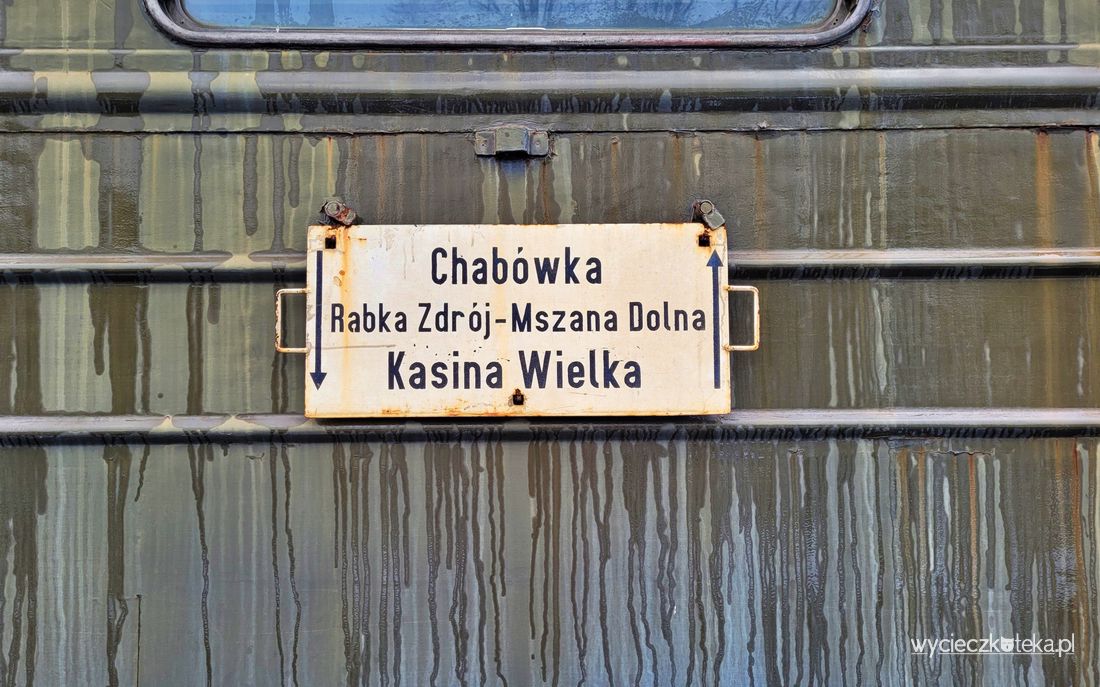 Chabówka
Rabka Zdrój-Mszana Dolna
Kasina Wielka
wycieczkoteka.pl